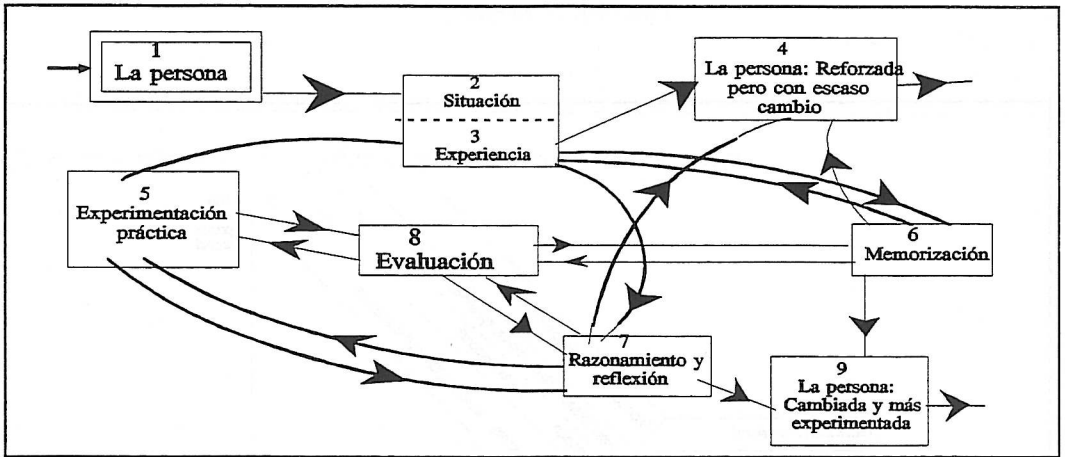 1
La persona
2
Situación
3
Experiencia
4
La persona: Reforzada
pero con escaso
cambio
5
Experimentación
práctica
8
Evaluación
6
Memorización
7
Razonamiento y
reflexión
9
La persona:
Cambiada y más
experimentada